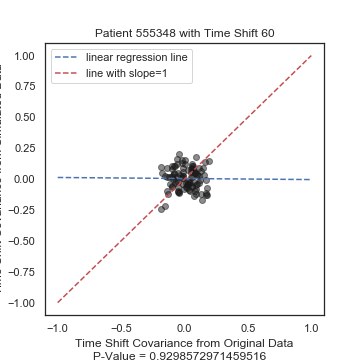 Patient 555348 with Time Shift 60
linear regression line
line with slope=1
1.00
0.75
0.50
0.25
0.00
−0.25
−0.50
−0.75
−1.00
−1.0
−0.5
0.0
0.5
1.0
Time Shift Covariance from Original Data
P-Value = 0.9298572971459516